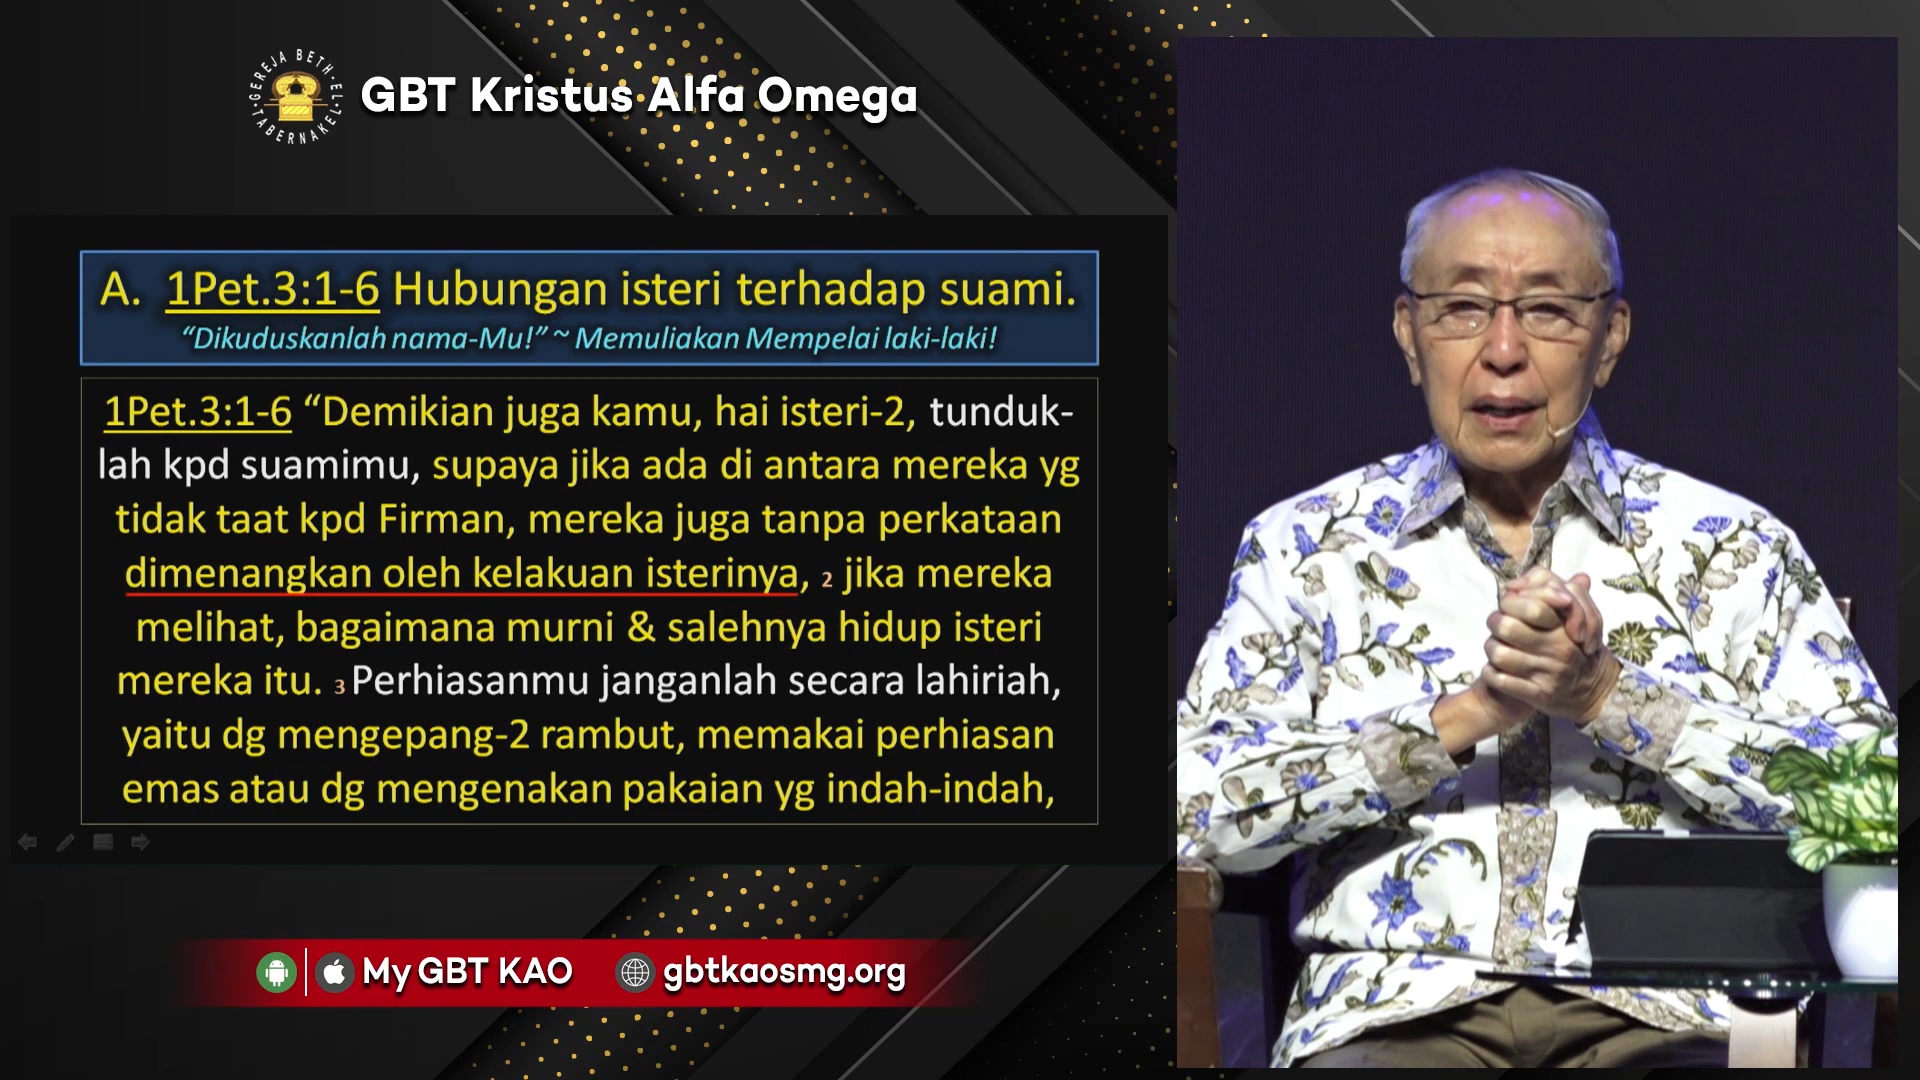 GEREJA BETH-EL
TABERNAKEL
GBT Kristus Alfa Omega
A. 1Pet.3:1-6 Hubungan isteri terhadap suami.
“Dikuduskanlah nama-Mu!” ~ Memuliakan Mempelai laki-laki!
1Pet.3:1-6 “Demikian juga kamu, hai isteri-2, tunduk-
lah kpd suamimu, supaya jika ada di antara mereka yg
tidak taat kpd Firman, mereka juga tanpa perkataan
dimenangkan oleh kelakuan isterinya, 2 jika mereka
melihat, bagaimana murni & salehnya hidup isteri
mereka itu. 3 Perhiasanmu janganlah secara lahiriah,
yaitu dg mengepang-2 rambut, memakai perhiasan
emas atau dg mengenakan pakaian yg indah-indah,
My GBT KAO
gbtkaosmg.org